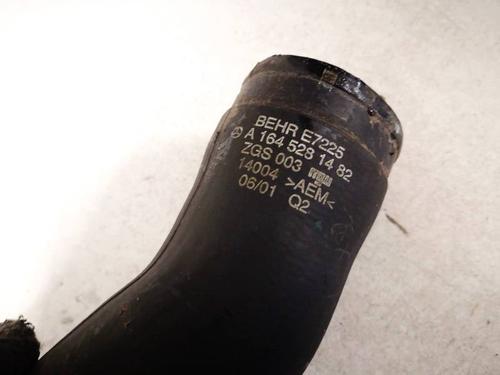 BEHR E7225
A 164 528 14 82
ZGS 003
14004 >AEM<
06/01 Q2